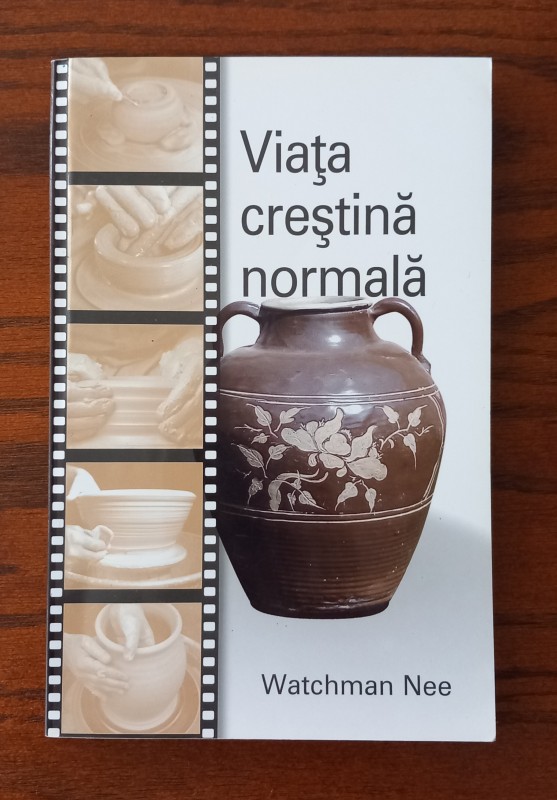 Viaţa
creştină
normală
Watchman Nee